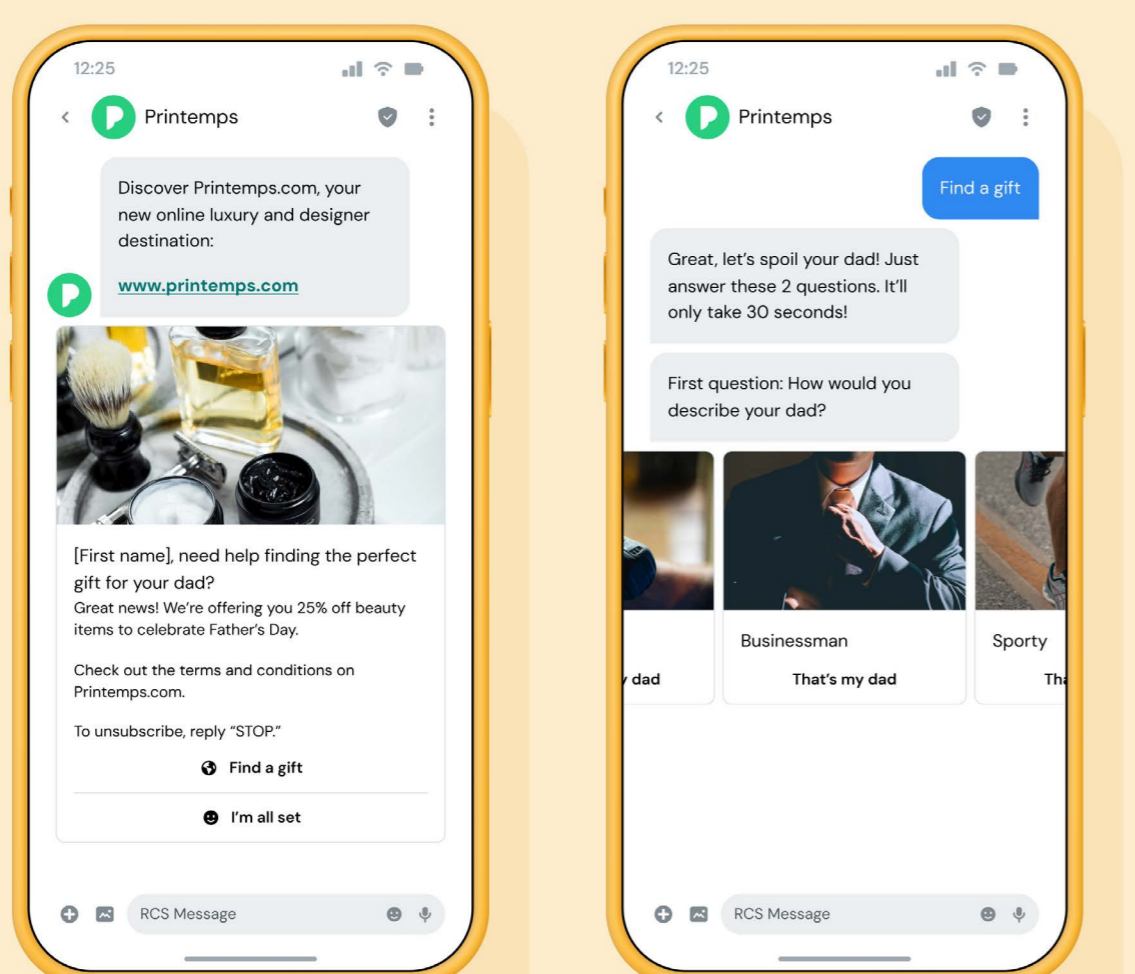 12:25
Printemps
Discover Printemps.com, your
new online luxury and designer
destination:
www.printemps.com
[First name], need help finding the perfect
gift for your dad?
Great news! We’re offering you 25% off beauty
items to celebrate Father’s Day.
Check out the terms and conditions on
Printemps.com.
To unsubscribe, reply “STOP.”
Find a gift
I’m all set
RCS Message
12:25
Printemps
Find a gift
Great, let’s spoil your dad! Just
answer these 2 questions. It’ll
only take 30 seconds!
First question: How would you
describe your dad?
Businessman
Sporty
dad
That’s my dad
RCS Message